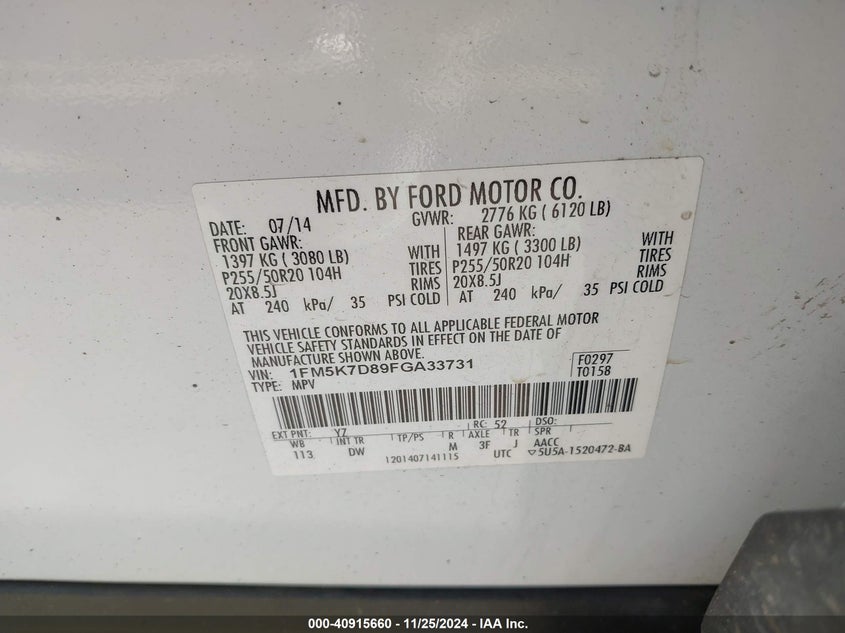 MFD. BY FORD MOTOR CO.
DATE: 07/14 GVWR: 2776 KG ( 6120 LB)
FRONT GAWR: REAR GAWR:
1397 KG ( 3080 LB) WITH 1497 KG ( 3300 LB) WITH
P255/50R20 104H TIRES P255/50R20 104H TIRES
20X8.5J RIMS 20X8.5J RIMS
AT 240 kPa/ 35 PSI COLD AT 240 kPa/ 35 PSI COLD
THIS VEHICLE CONFORMS TO ALL APPLICABLE FEDERAL MOTOR
VEHICLE SAFETY STANDARDS IN EFFECT ON THE DATE OF
MANUFACTURE SHOWN ABOVE.
VIN: 1FM5K7D89FGA33731 F0297
TYPE: MPV T0158
EXT PNT: Y7 RC: 52 DSO:
WB INT TR TP/PS R AXLE TR SPR
113 DW M 3F J AACC
1201407141115 UTC ▽5U5A-1520472-BA
000-40915660 - 11/25/2024 - IAA Inc.